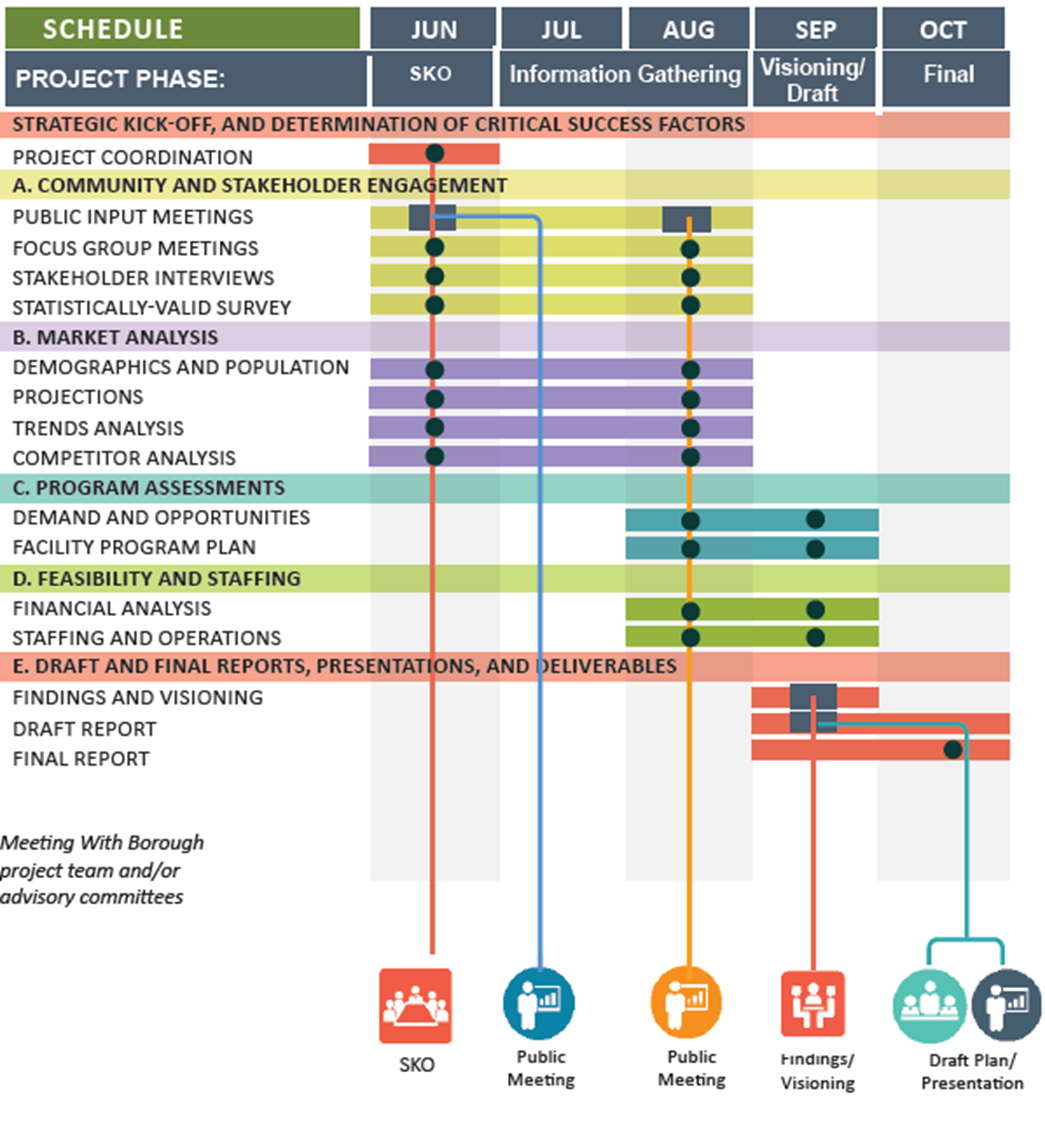 SCHEDULE JUN JUL AUG SEP OCT
PROJECT PHASE: SKO Information Gathering Visioning/ Final
Draft
STRATEGIC KICK-OFF, AND DETERMINATION OF CRITICAL SUCCESS FACTORS
PROJECT COORDINATION
A. COMMUNITY AND STAKEHOLDER ENGAGEMENT
PUBLIC INPUT MEETINGS
FOCUS GROUP MEETINGS
STAKEHOLDER INTERVIEWS
STATISTICALLY-VALID SURVEY
B. MARKET ANALYSIS
DEMOGRAPHICS AND POPULATION
PROJECTIONS
TRENDS ANALYSIS
COMPETITOR ANALYSIS
C. PROGRAM ASSESSMENTS
DEMAND AND OPPORTUNITIES
FACILITY PROGRAM PLAN
D. FEASIBILITY AND STAFFING
FINANCIAL ANALYSIS
STAFFING AND OPERATIONS
E. DRAFT AND FINAL REPORTS, PRESENTATIONS, AND DELIVERABLES
FINDINGS AND VISIONING
DRAFT REPORT
FINAL REPORT
Meeting With Borough
project team and/or
advisory committees
SKO
Public
Meeting
Public
Meeting
Findings/
Visioning
Draft Plan/
Presentation